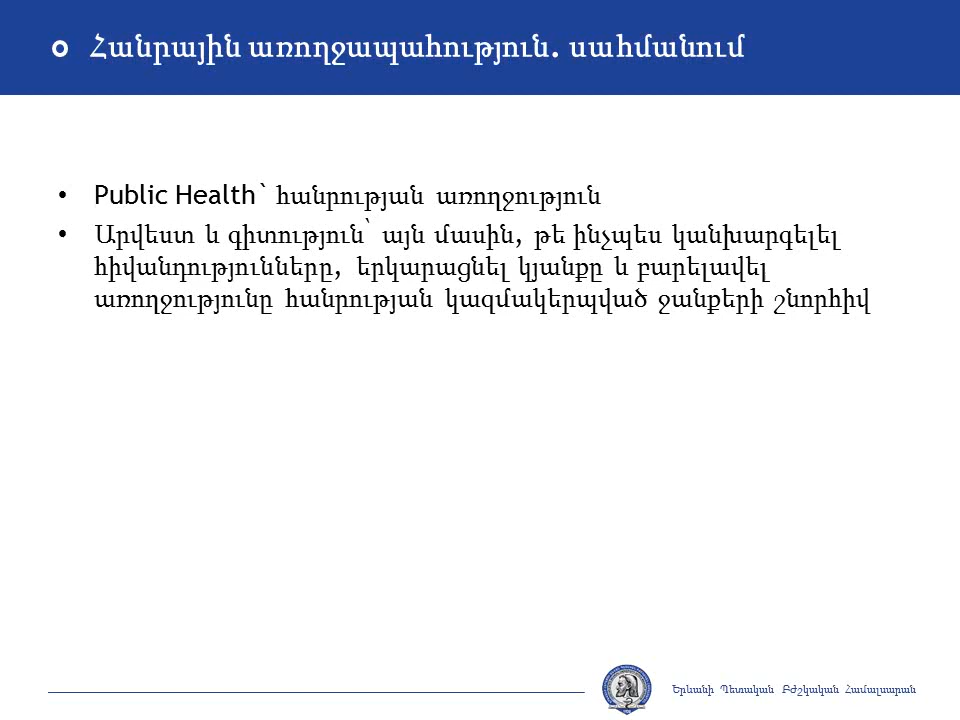 Հանրային առողջապահություն. սահմանում
• Public Health` հանրության առողջություն
• Արվեստ և գիտություն` այն մասին, թե ինչպես կանխարգելել
հիվանդությունները, երկարացնել կյանքը և բարելավել
առողջությունը հանրության կազմակերպված ջանքերի շնորհիվ
Երևանի Պետական Բժշկական Համալսարան